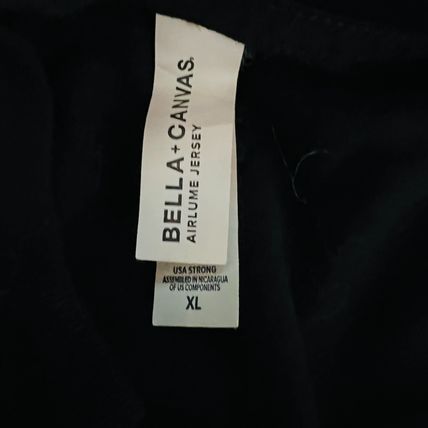 BELLA+CANVAS®
AIRLUME JERSEY
USA STRONG
ASSEMBLED IN NICARAGUA
OF US COMPONENTS
XL